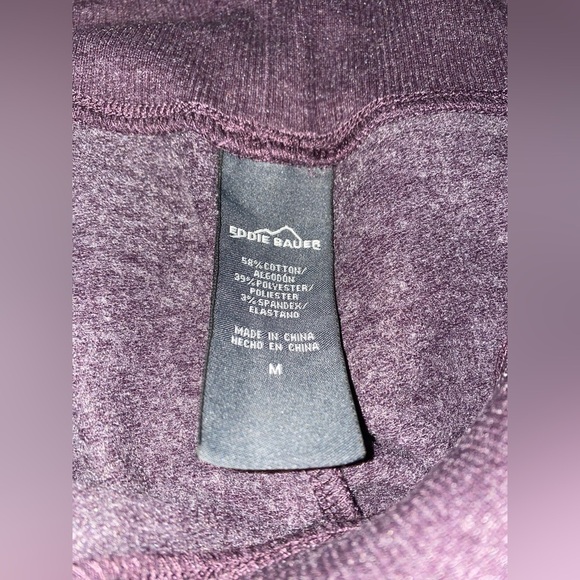 EDDIE BAUER
58% COTTON/
ALGODÓN
39% POLYESTER/
POLIESTER
3% SPANDEX/
ELASTANO
MADE IN CHINA
HECHO EN CHINA
M